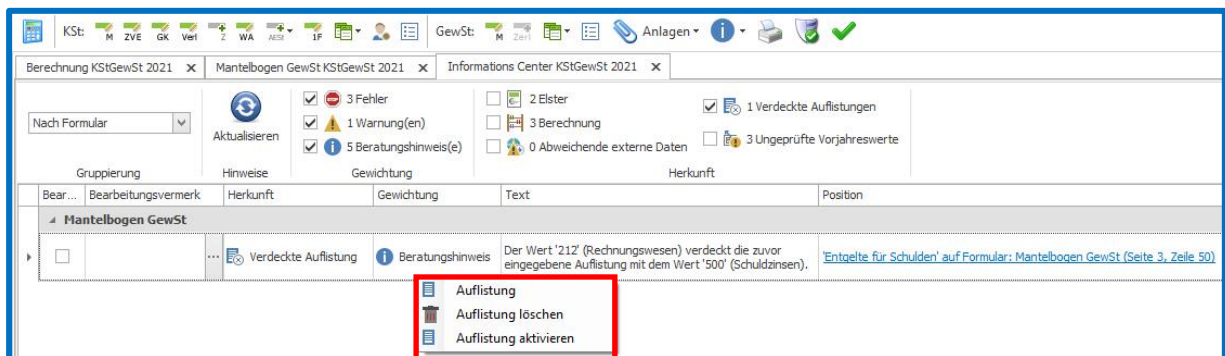 KSt: M ZVE GK Verl Z WA AESt 1F GewSt: M Zerl Anlagen
Berechnung KStGewSt 2021 x Mantelbogen GewSt KStGewSt 2021 x Informations Center KStGewSt 2021 x
Nach Formular
Gruppierung
Aktualisieren
Hinweise
3 Fehler
1 Warnung(en)
5 Beratungshinweis(e)
Gewichtung
2 Elster
3 Berechnung
0 Abweichende externe Daten
1 Verdeckte Auflistungen
3 Ungeprüfte Vorjahreswerte
Herkunft
Bear... Bearbeitungsvermerk Herkunft Gewichtung Text Position
Mantelbogen GewSt
... Verdeckte Auflistung Beratungshinweis Der Wert '212' (Rechnungswesen) verdeckt die zuvor
eingegebene Auflistung mit dem Wert '500' (Schuldzinsen).
'Entgelte für Schulden' auf Formular: Mantelbogen GewSt (Seite 3, Zeile 50)
Auflistung
Auflistung löschen
Auflistung aktivieren